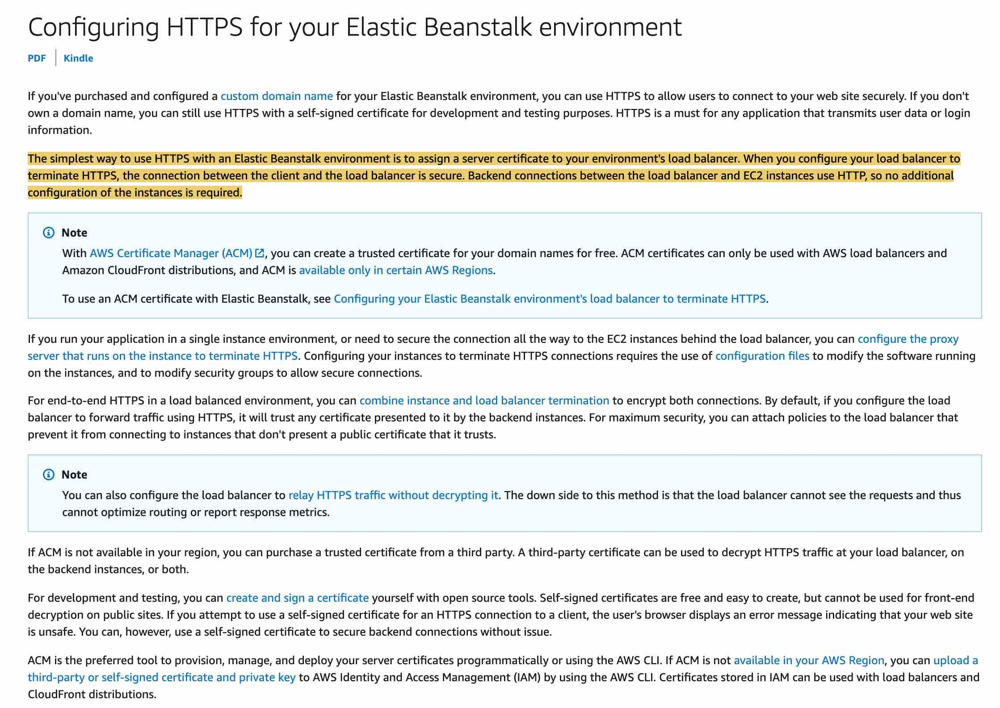 Configuring HTTPS for your Elastic Beanstalk environment
PDF
Kindle
If you've purchased and configured a custom domain name for your Elastic Beanstalk environment, you can use HTTPS to allow users to connect to your web site securely. If you don't
own a domain name, you can still use HTTPS with a self-signed certificate for development and testing purposes. HTTPS is a must for any application that transmits user data or login
information.
The simplest way to use HTTPS with an Elastic Beanstalk environment is to assign a server certificate to your environment's load balancer. When you configure your load balancer to
terminate HTTPS, the connection between the client and the load balancer is secure. Backend connections between the load balancer and EC2 instances use HTTP, so no additional
configuration of the instances is required.
Note
With AWS Certificate Manager (ACM), you can create a trusted certificate for your domain names for free. ACM certificates can only be used with AWS load balancers and
Amazon CloudFront distributions, and ACM is available only in certain AWS Regions.
To use an ACM certificate with Elastic Beanstalk, see Configuring your Elastic Beanstalk environment's load balancer to terminate HTTPS.
If you run your application in a single instance environment, or need to secure the connection all the way to the EC2 instances behind the load balancer, you can configure the proxy
server that runs on the instance to terminate HTTPS. Configuring your instances to terminate HTTPS connections requires the use of configuration files to modify the software running
on the instances, and to modify security groups to allow secure connections.
For end-to-end HTTPS in a load balanced environment, you can combine instance and load balancer termination to encrypt both connections. By default, if you configure the load
balancer to forward traffic using HTTPS, it will trust any certificate presented to it by the backend instances. For maximum security, you can attach policies to the load balancer that
prevent it from connecting to instances that don't present a public certificate that it trusts.
Note
You can also configure the load balancer to relay HTTPS traffic without decrypting it. The down side to this method is that the load balancer cannot see the requests and thus
cannot optimize routing or report response metrics.
If ACM is not available in your region, you can purchase a trusted certificate from a third party. A third-party certificate can be used to decrypt HTTPS traffic at your load balancer, on
the backend instances, or both.
For development and testing, you can create and sign a certificate yourself with open source tools. Self-signed certificates are free and easy to create, but cannot be used for front-end
decryption on public sites. If you attempt to use a self-signed certificate for an HTTPS connection to a client, the user's browser displays an error message indicating that your web site
is unsafe. You can, however, use a self-signed certificate to secure backend connections without issue.
ACM is the preferred tool to provision, manage, and deploy your server certificates programmatically or using the AWS CLI. If ACM is not available in your AWS Region, you can upload a
third-party or self-signed certificate and private key to AWS Identity and Access Management (IAM) by using the AWS CLI. Certificates stored in IAM can be used with load balancers and
CloudFront distributions.